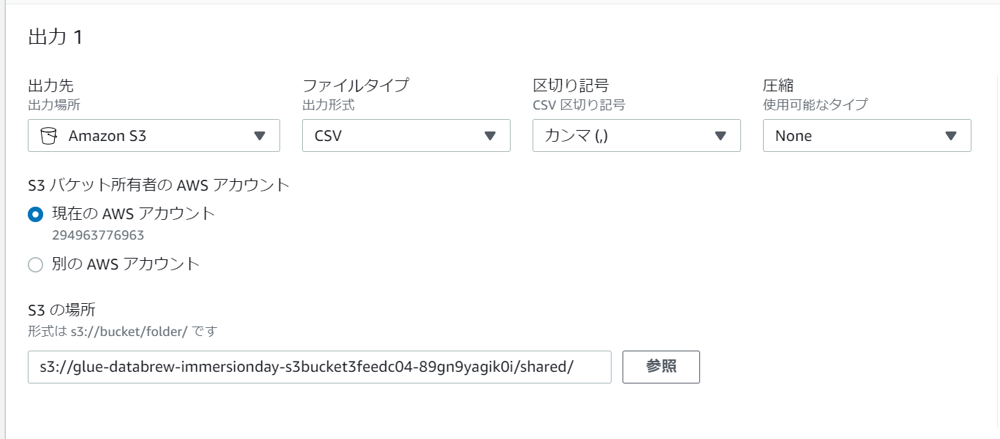 出力 1
出力先
出力場所
Amazon S3
ファイルタイプ
出力形式
CSV
区切り記号
CSV 区切り記号
カンマ (,)
圧縮
使用可能なタイプ
None
S3 バケット所有者の AWS アカウント
現在の AWS アカウント
294963776963
別の AWS アカウント
S3 の場所
形式は s3://bucket/folder/ です
s3://glue-databrew-immersionday-s3bucket3feedc04-89gn9yagik0i/shared/
参照